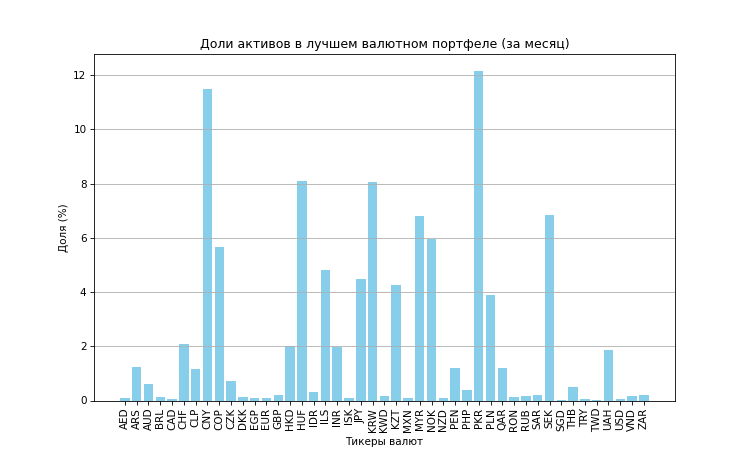 Доли активов в лучшем валютном портфеле (за месяц)
Доля (%)
12
10
8
6
4
2
0
AED ARS AUD BRL CAD CHF CLP CNY COP CZK DKK EGP EUR GBP HKD HUF IDR ILS INR ISK JPY KRW KWD KZT MXN MYR NOK NZD PEN PHP PKR PLN QAR RON RUB SAR SEK SGD THB TRY TWD UAH USD VND ZAR
Тикеры валют